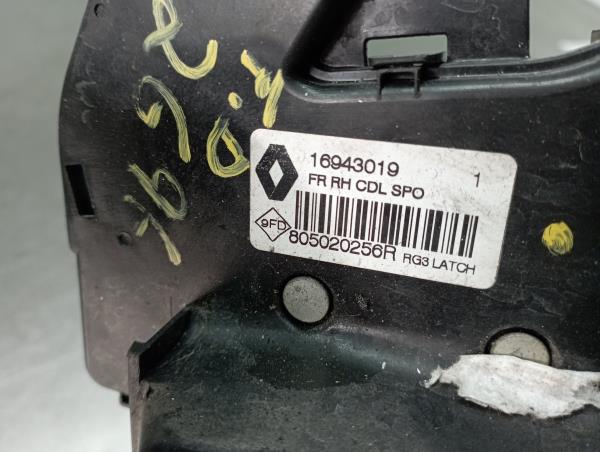 16943019 1
FR RH CDL SPO
9FD 805020256R RG3 LATCH